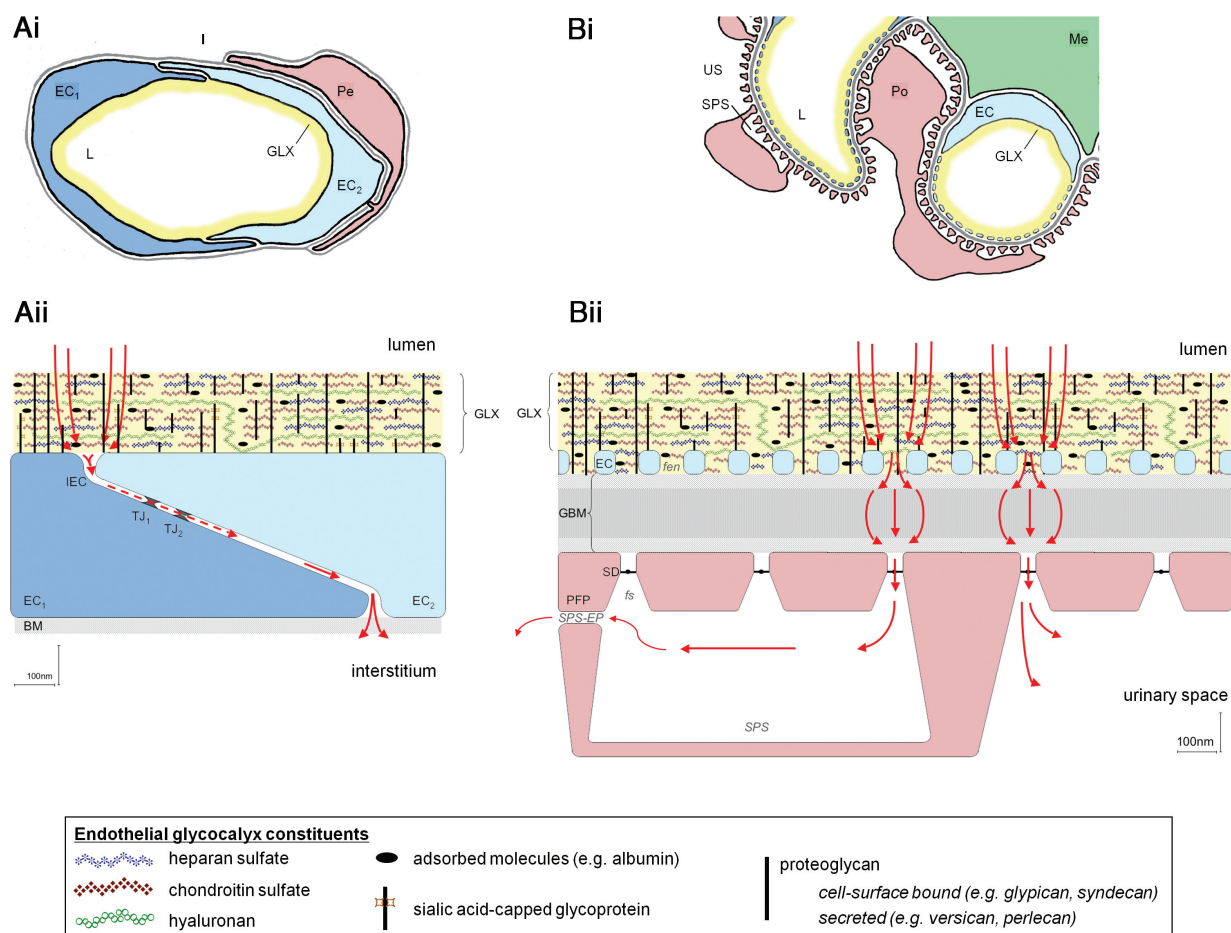 Ai
I
EC1
Pe
L
GLX
EC2
Bi
Me
US
Po
SPS
EC
L
GLX
Aii
lumen
GLX
IEC
TJ1
TJ2
EC1
EC2
BM
interstitium
100nm
Bii
lumen
GLX
EC
fen
GBM
SD
PFP
fs
SPS-EP
SPS
urinary space
100nm
Endothelial glycocalyx constituents
heparan sulfate
chondroitin sulfate
hyaluronan
adsorbed molecules (e.g. albumin)
sialic acid-capped glycoprotein
proteoglycan
cell-surface bound (e.g. glypican, syndecan)
secreted (e.g. versican, perlecan)